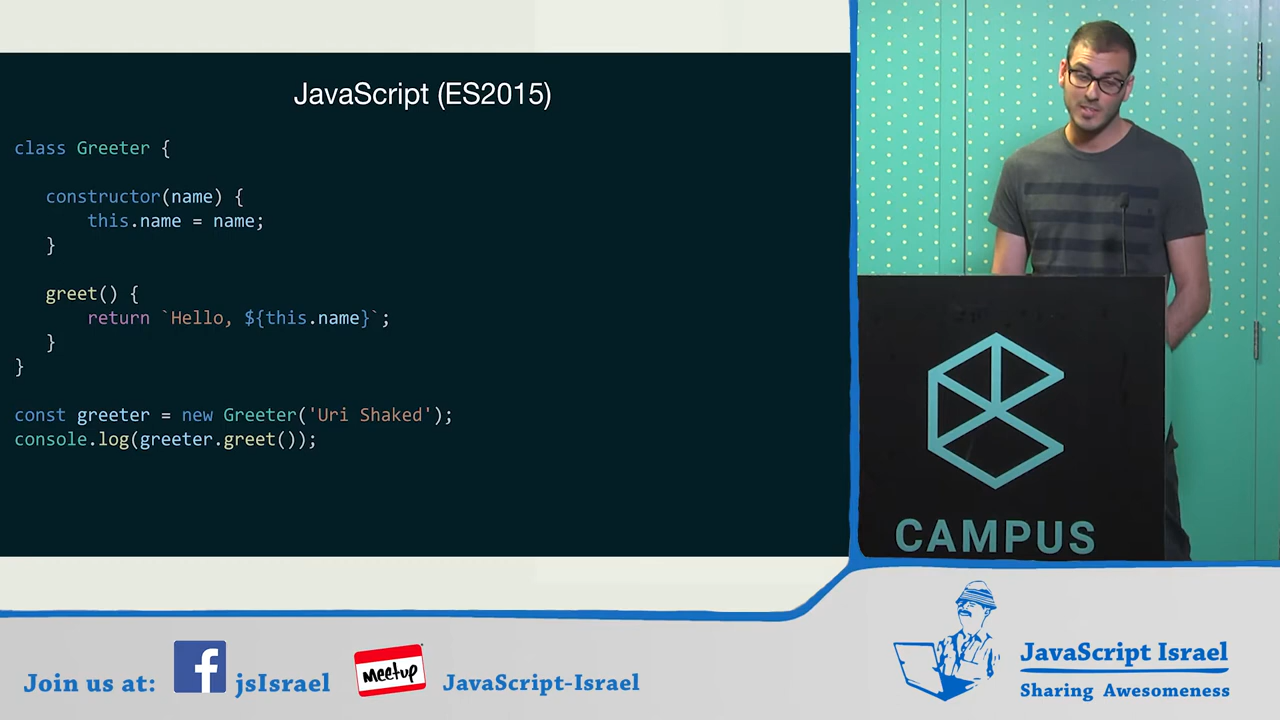 JavaScript (ES2015)
class Greeter {
constructor(name) {
this.name = name;
}
greet() {
return `Hello, ${this.name}`;
}
}
const greeter = new Greeter('Uri Shaked');
console.log(greeter.greet());
CAMPUS
Join us at:
f
jsIsrael
meetup
JavaScript-Israel
JavaScript Israel
Sharing Awesomeness